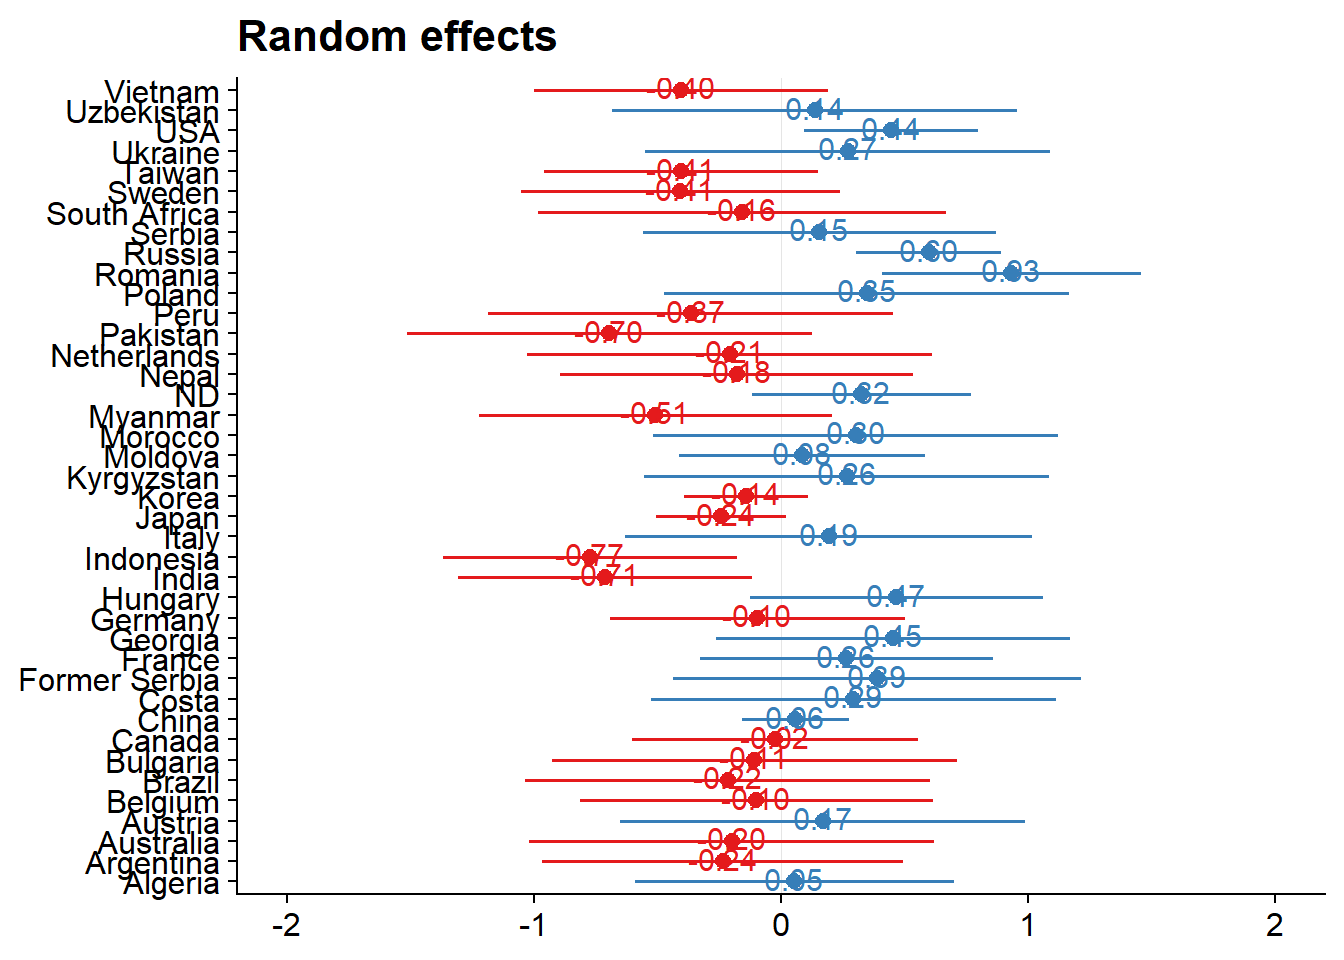 Random effects
Vietnam -0.40
Uzbekistan 0.14
USA 0.44
Ukraine 0.27
Taiwan -0.41
Sweden -0.41
South Africa -0.16
Serbia 0.15
Russia 0.60
Romania 0.93
Poland 0.35
Peru -0.37
Pakistan -0.70
Netherlands -0.21
Nepal -0.18
ND 0.32
Myanmar -0.51
Morocco 0.30
Moldova 0.08
Kyrgyzstan 0.26
Korea -0.14
Japan -0.24
Italy 0.19
Indonesia -0.77
India -0.71
Hungary 0.47
Germany -0.10
Georgia 0.45
France 0.26
Former Serbia 0.39
Costa 0.29
China 0.06
Canada -0.02
Bulgaria -0.11
Brazil -0.22
Belgium -0.10
Austria 0.17
Australia -0.20
Argentina -0.24
Algeria 0.05
-2 -1 0 1 2